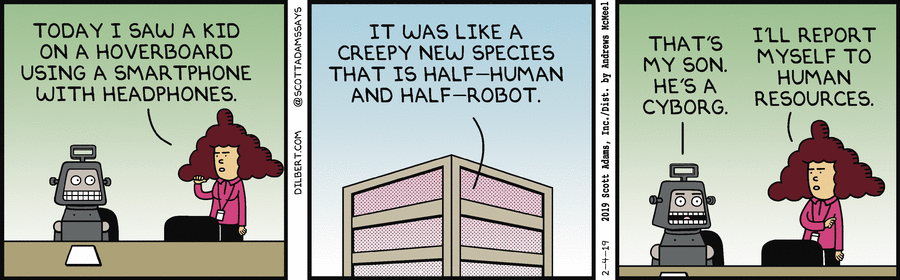 TODAY I SAW A KID
ON A HOVERBOARD
USING A SMARTPHONE
WITH HEADPHONES.
DILBERT.COM @SCOTTADAMSSAYS
IT WAS LIKE A
CREEPY NEW SPECIES
THAT IS HALF-HUMAN
AND HALF-ROBOT.
2-4-19 2019 Scott Adams, Inc./Dist. by Andrews McMeel
THAT'S
MY SON.
HE'S A
CYBORG.
I'LL REPORT
MYSELF TO
HUMAN
RESOURCES.